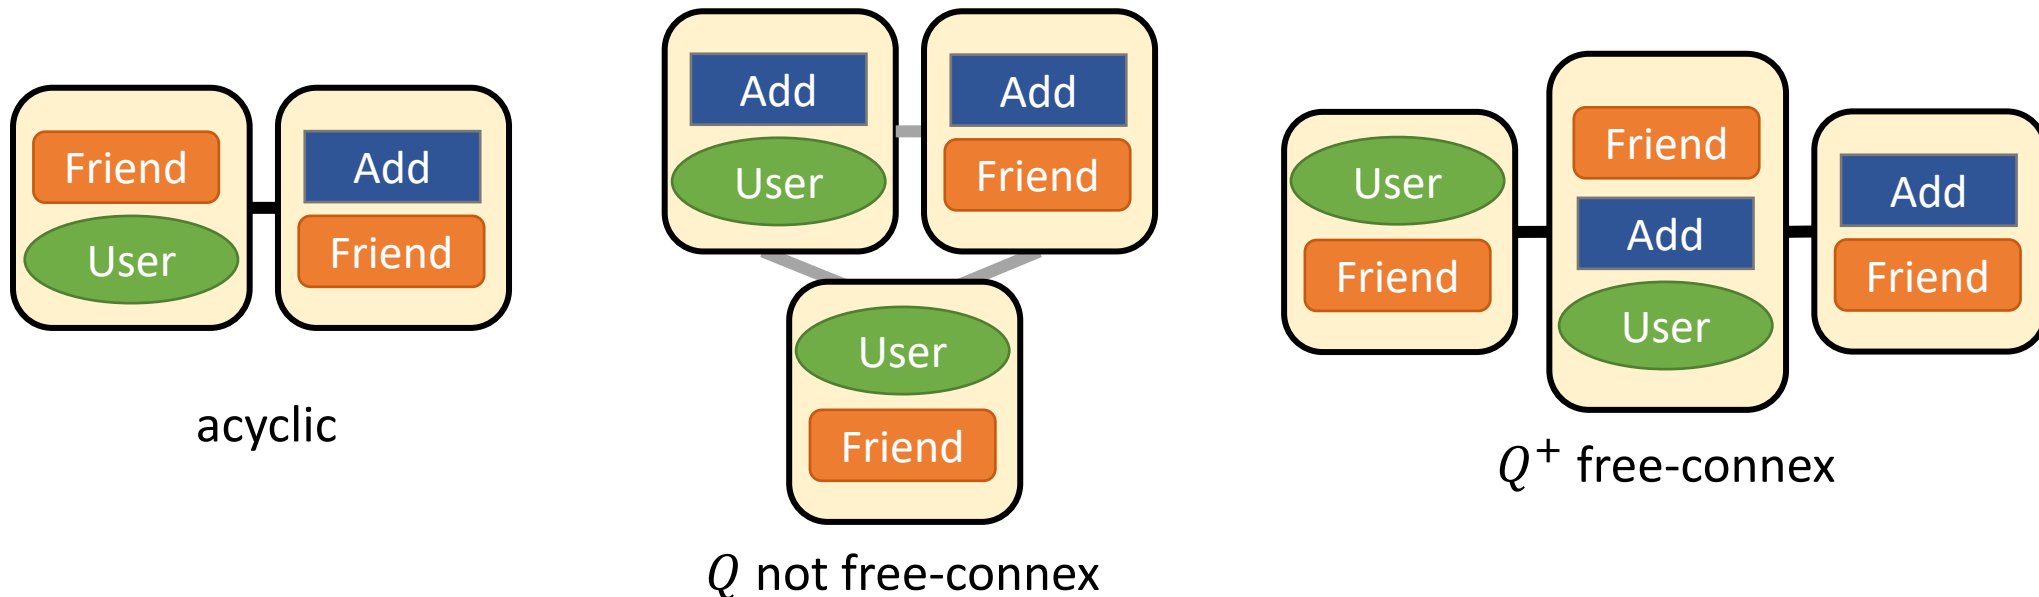 Friend
User
Add
Friend
acyclic
Add
User
Add
Friend
User
Friend
Q not free-connex
User
Friend
Friend
Add
User
Add
Friend
Q⁺ free-connex